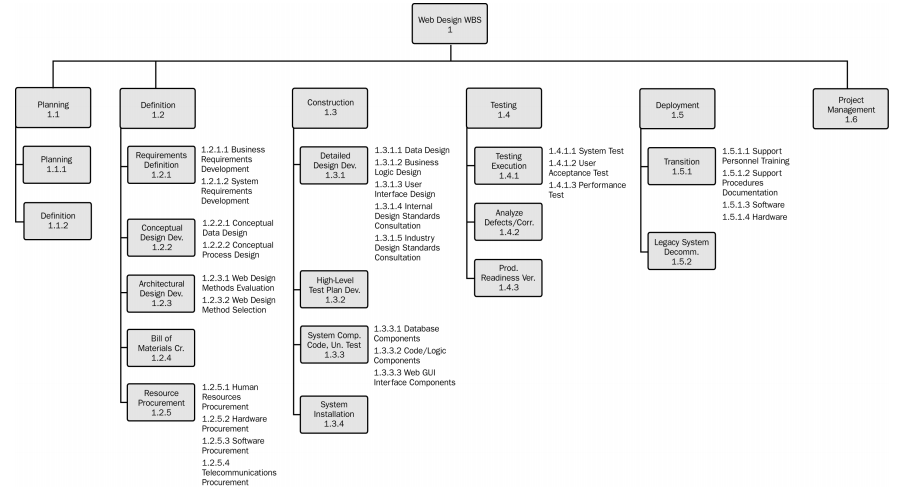 Web Design WBS
1
Planning
1.1
Planning
1.1.1
Definition
1.1.2
Definition
1.2
Requirements
Definition
1.2.1
1.2.1.1 Business
Requirements
Development
1.2.1.2 System
Requirements
Development
Conceptual
Design Dev.
1.2.2
1.2.2.1 Conceptual
Data Design
1.2.2.2 Conceptual
Process Design
Architectural
Design Dev.
1.2.3
1.2.3.1 Web Design
Methods Evaluation
1.2.3.2 Web Design
Method Selection
Bill of
Materials Cr.
1.2.4
Resource
Procurement
1.2.5
1.2.5.1 Human
Resources
Procurement
1.2.5.2 Hardware
Procurement
1.2.5.3 Software
Procurement
1.2.5.4
Telecommunications
Procurement
Construction
1.3
Detailed
Design Dev.
1.3.1
1.3.1.1 Data Design
1.3.1.2 Business
Logic Design
1.3.1.3 User
Interface Design
1.3.1.4 Internal
Design Standards
Consultation
1.3.1.5 Industry
Design Standards
Consultation
High-Level
Test Plan Dev.
1.3.2
System Comp.
Code, Un. Test
1.3.3
1.3.3.1 Database
Components
1.3.3.2 Code/Logic
Components
1.3.3.3 Web GUI
Interface Components
System
Installation
1.3.4
Testing
1.4
Testing
Execution
1.4.1
1.4.1.1 System Test
1.4.1.2 User
Acceptance Test
1.4.1.3 Performance
Test
Analyze
Defects/Corr.
1.4.2
Prod.
Readiness Ver.
1.4.3
Deployment
1.5
Transition
1.5.1
1.5.1.1 Support
Personnel Training
1.5.1.2 Support
Procedures
Documentation
1.5.1.3 Software
1.5.1.4 Hardware
Legacy System
Decomm.
1.5.2
Project
Management
1.6